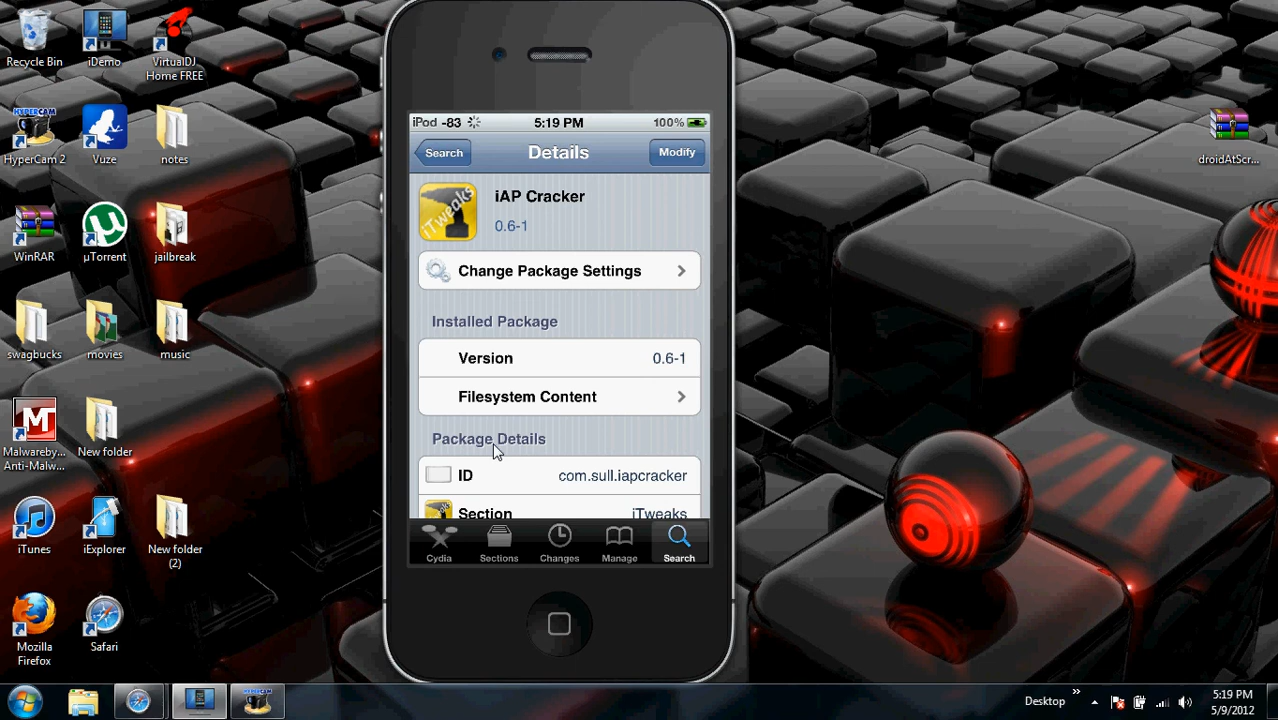 Recycle Bin
iDemo
VirtualDJ
Home FREE
HYPERCAM
HyperCam 2
Vuze
notes
WinRAR
µTorrent
jailbreak
swagbucks
movies
music
Malwareby...
Anti-Malw...
New folder
iTunes
iExplorer
New folder
(2)
Mozilla
Firefox
Safari
droidAtScr...
iPod -83
5:19 PM
100%
Search
Details
Modify
iTweaks
iAP Cracker
0.6-1
Change Package Settings
Installed Package
Version
0.6-1
Filesystem Content
Package Details
ID
com.sull.iapcracker
Section
iTweaks
Cydia
Sections
Changes
Manage
Search
Desktop
5:19 PM
5/9/2012